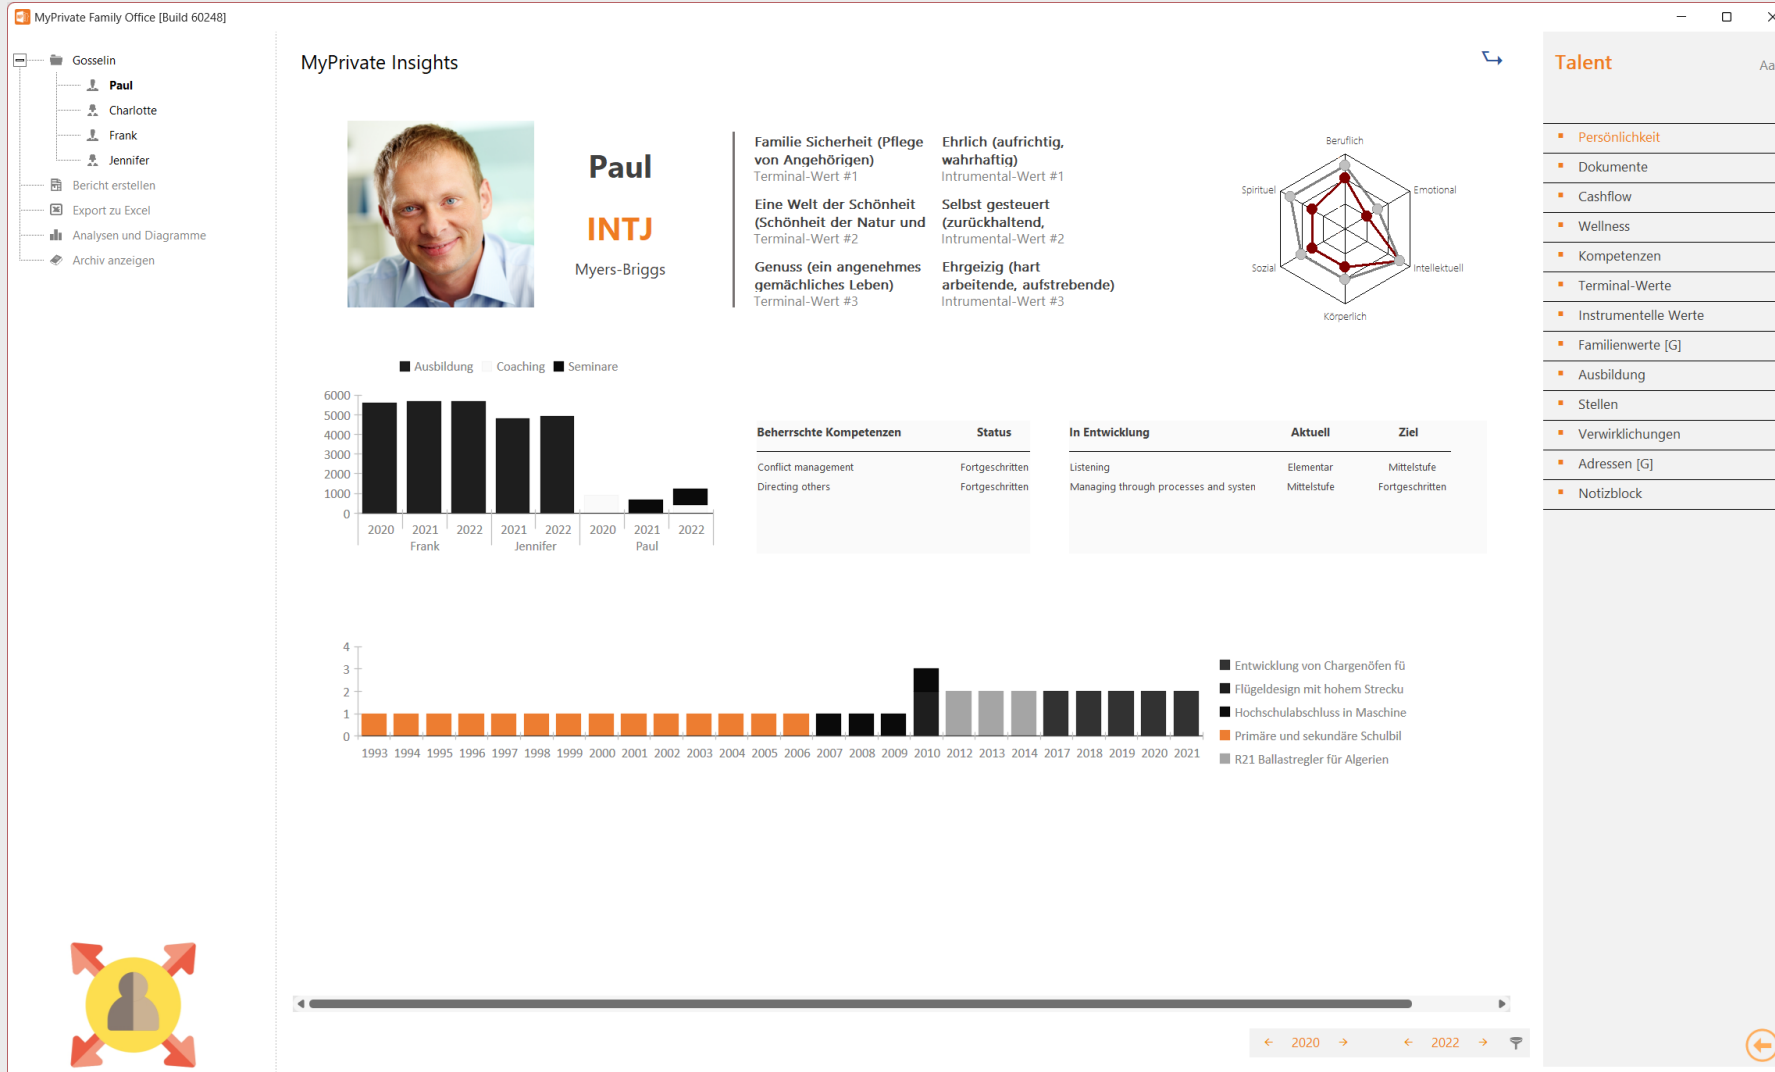 MyPrivate Family Office [Build 60248]
Gosselin
Paul
Charlotte
Frank
Jennifer
Bericht erstellen
Export zu Excel
Analysen und Diagramme
Archiv anzeigen
MyPrivate Insights
Paul
INTJ
Myers-Briggs
Familie Sicherheit (Pflege
von Angehörigen)
Terminal-Wert #1
Eine Welt der Schönheit
(Schönheit der Natur und
Terminal-Wert #2
Genuss (ein angenehmes
gemächliches Leben)
Terminal-Wert #3
Ehrlich (aufrichtig,
wahrhaftig)
Intrumental-Wert #1
Selbst gesteuert
(zurückhaltend,
Intrumental-Wert #2
Ehrgeizig (hart
arbeitende, aufstrebende)
Intrumental-Wert #3
Beruflich
Spirituel
Emotional
Sozial
Intellektuell
Körperlich
Ausbildung Coaching Seminare
6000
5000
4000
3000
2000
1000
0
2020 2021 2022 2021 2022 2020 2021 2022
Frank Jennifer Paul
Beherrschte Kompetenzen Status
Conflict management Fortgeschritten
Directing others Fortgeschritten
In Entwicklung Aktuell Ziel
Listening Elementar Mittelstufe
Managing through processes and systen Mittelstufe Fortgeschritten
4
3
2
1
0
1993 1994 1995 1996 1997 1998 1999 2000 2001 2002 2003 2004 2005 2006 2007 2008 2009 2010 2012 2013 2014 2017 2018 2019 2020 2021
Entwicklung von Chargenöfen fü
Flügeldesign mit hohem Strecku
Hochschulabschluss in Maschine
Primäre und sekundäre Schulbil
R21 Ballastregler für Algerien
2020 2022
Talent
Aa
Persönlichkeit
Dokumente
Cashflow
Wellness
Kompetenzen
Terminal-Werte
Instrumentelle Werte
Familienwerte [G]
Ausbildung
Stellen
Verwirklichungen
Adressen [G]
Notizblock